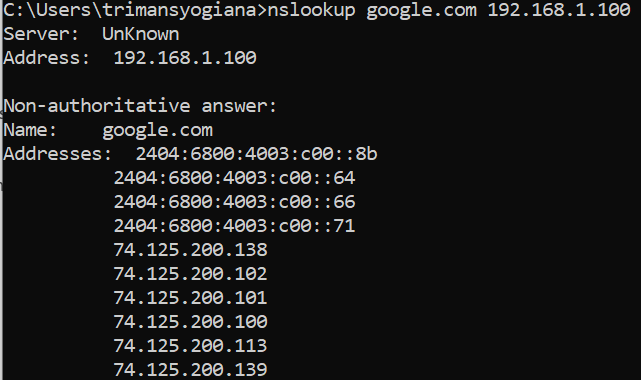 C:\Users\trimansyogiana>nslookup google.com 192.168.1.100
Server:  UnKnown
Address:  192.168.1.100

Non-authoritative answer:
Name:    google.com
Addresses:  2404:6800:4003:c00::8b
          2404:6800:4003:c00::64
          2404:6800:4003:c00::66
          2404:6800:4003:c00::71
          74.125.200.138
          74.125.200.102
          74.125.200.101
          74.125.200.100
          74.125.200.113
          74.125.200.139